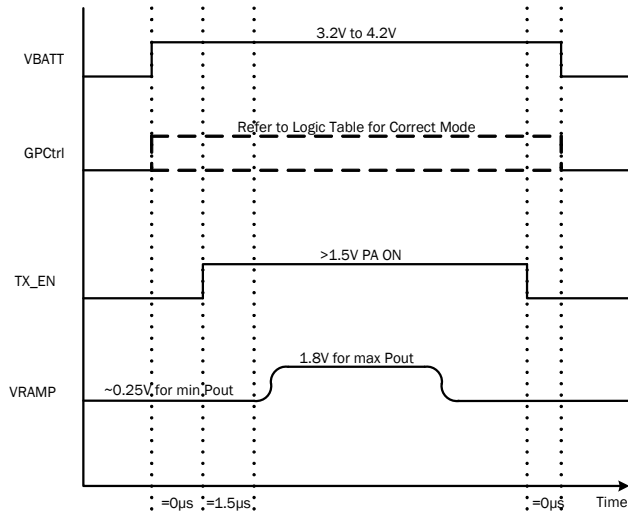 VBATT
3.2V to 4.2V
GPCtrl
Refer to Logic Table for Correct Mode
TX_EN
>1.5V PA ON
VRAMP
~0.25V for min Pout
1.8V for max Pout
=0µs
=1.5µs
=0µs
Time